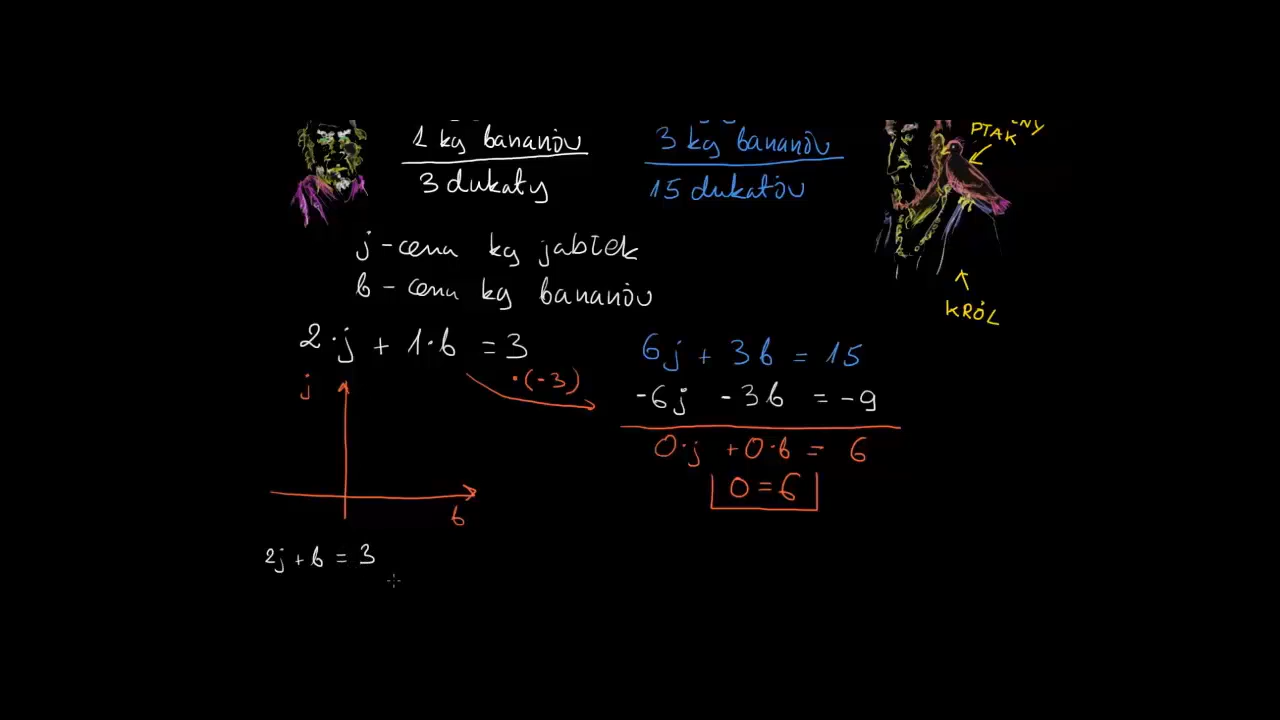 1 kg bananów
3 dukaty
3 kg bananów
15 dukatów
PTAK
j - cena kg jabłek
b - cena kg bananów
KRÓL
2·j + 1·b = 3
·(-3)
6j + 3b = 15
-6j - 3b = -9
0·j + 0·b = 6
0 = 6
j
b
2j + b = 3